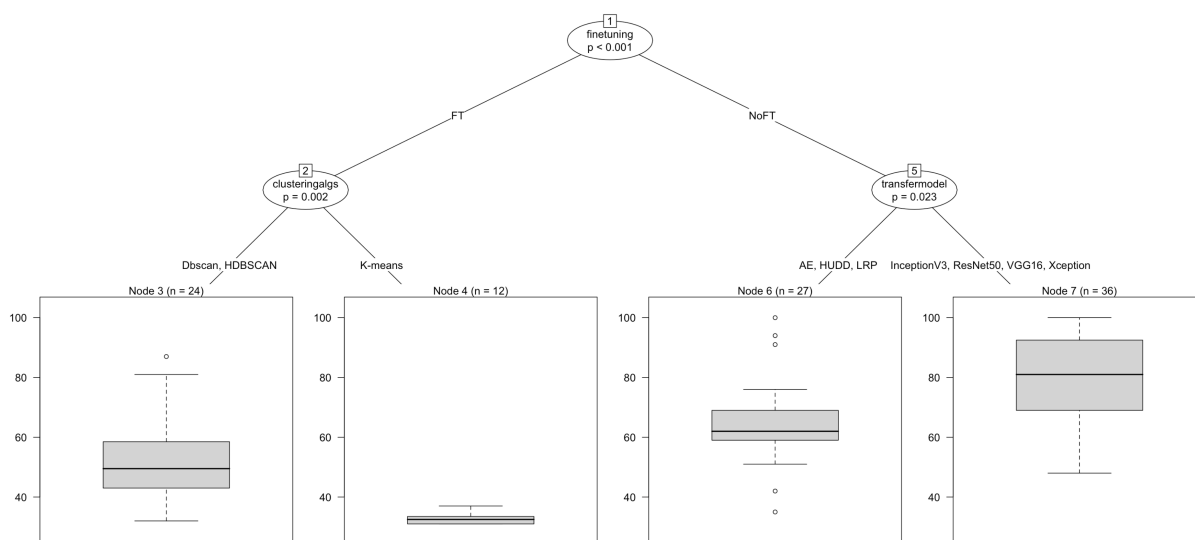 1
finetuning
p < 0.001
FT
NoFT
2
clusteringalgs
p = 0.002
5
transfermodel
p = 0.023
Dbscan, HDBSCAN
K-means
AE, HUDD, LRP
InceptionV3, ResNet50, VGG16, Xception
Node 3 (n = 24)
100
80
60
40
Node 4 (n = 12)
100
80
60
40
Node 6 (n = 27)
100
80
60
40
Node 7 (n = 36)
100
80
60
40